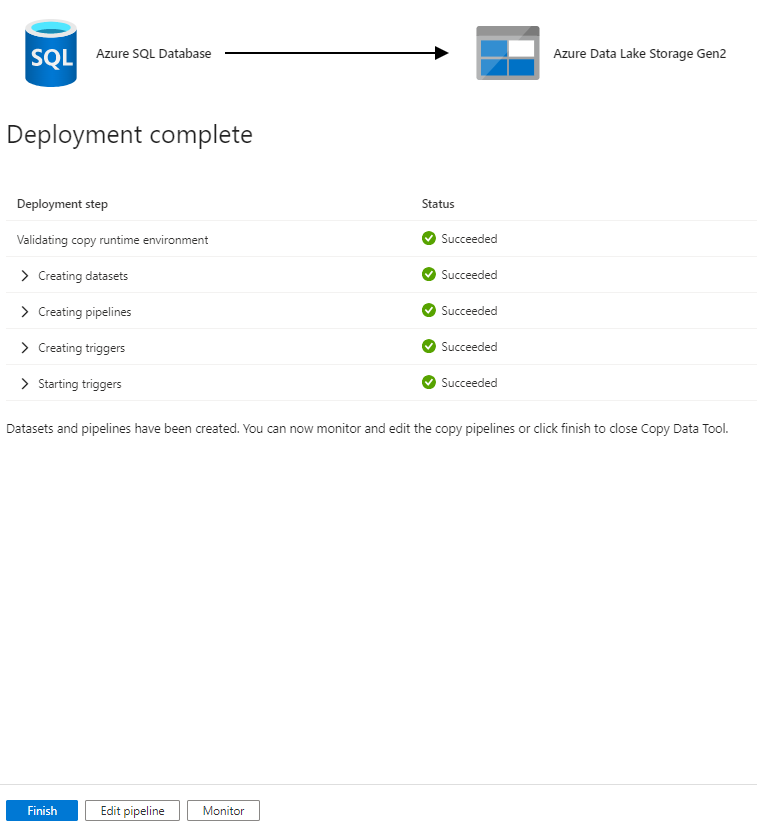 SQL
Azure SQL Database
Azure Data Lake Storage Gen2
Deployment complete
Deployment step Status
Validating copy runtime environment Succeeded
Creating datasets Succeeded
Creating pipelines Succeeded
Creating triggers Succeeded
Starting triggers Succeeded
Datasets and pipelines have been created. You can now monitor and edit the copy pipelines or click finish to close Copy Data Tool.
Finish Edit pipeline Monitor